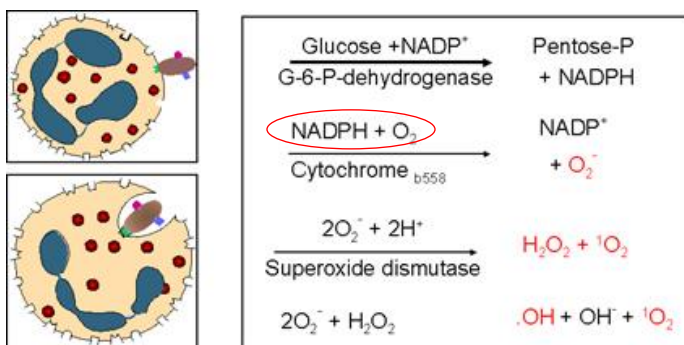 Glucose +NADP⁺ Pentose-P
G-6-P-dehydrogenase + NADPH
NADPH + O₂ NADP⁺
Cytochrome b558 + O₂⁻
2O₂⁻ + 2H⁺ H₂O₂ + ¹O₂
Superoxide dismutase
2O₂⁻ + H₂O₂ .OH + OH⁻ + ¹O₂